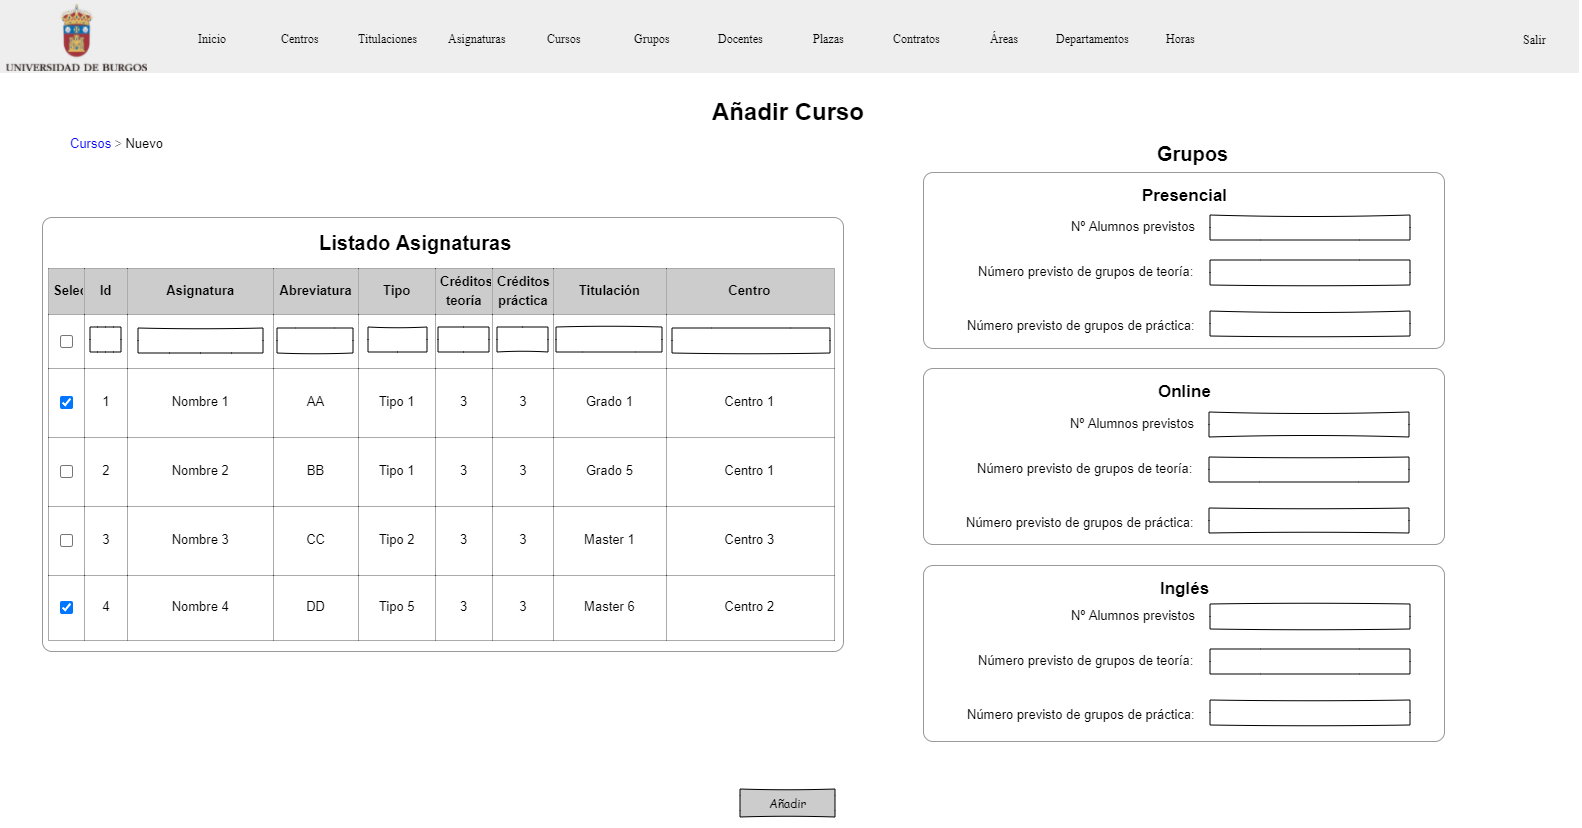 UNIVERSIDAD DE BURGOS
Inicio Centros Titulaciones Asignaturas Cursos Grupos Docentes Plazas Contratos Áreas Departamentos Horas Salir
Añadir Curso
Cursos > Nuevo
Listado Asignaturas
Selec Id Asignatura Abreviatura Tipo Créditos teoría Créditos práctica Titulación Centro
1 Nombre 1 AA Tipo 1 3 3 Grado 1 Centro 1
2 Nombre 2 BB Tipo 1 3 3 Grado 5 Centro 1
3 Nombre 3 CC Tipo 2 3 3 Master 1 Centro 3
4 Nombre 4 DD Tipo 5 3 3 Master 6 Centro 2
Grupos
Presencial
Nº Alumnos previstos
Número previsto de grupos de teoría:
Número previsto de grupos de práctica:
Online
Nº Alumnos previstos
Número previsto de grupos de teoría:
Número previsto de grupos de práctica:
Inglés
Nº Alumnos previstos
Número previsto de grupos de teoría:
Número previsto de grupos de práctica:
Añadir